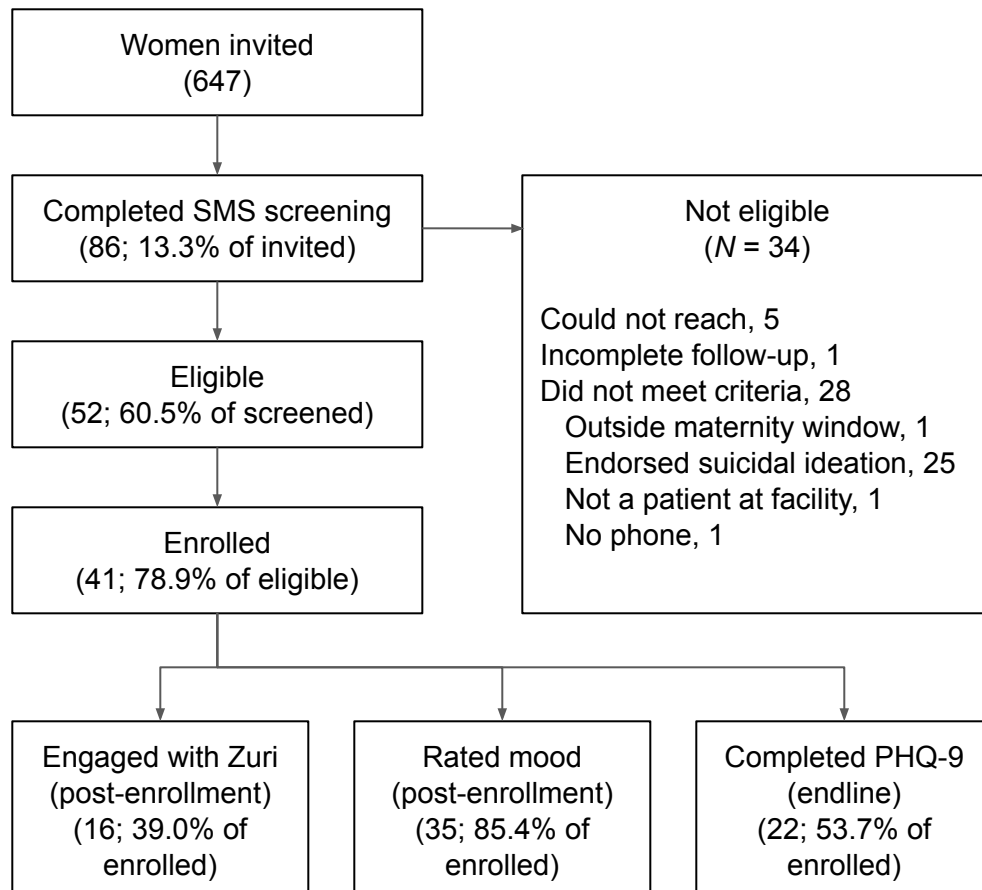 Women invited
(647)
Completed SMS screening
(86; 13.3% of invited)
Not eligible
(N = 34)
Could not reach, 5
Incomplete follow-up, 1
Did not meet criteria, 28
Outside maternity window, 1
Endorsed suicidal ideation, 25
Not a patient at facility, 1
No phone, 1
Eligible
(52; 60.5% of screened)
Enrolled
(41; 78.9% of eligible)
Engaged with Zuri
(post-enrollment)
(16; 39.0% of
enrolled)
Rated mood
(post-enrollment)
(35; 85.4% of
enrolled)
Completed PHQ-9
(endline)
(22; 53.7% of
enrolled)